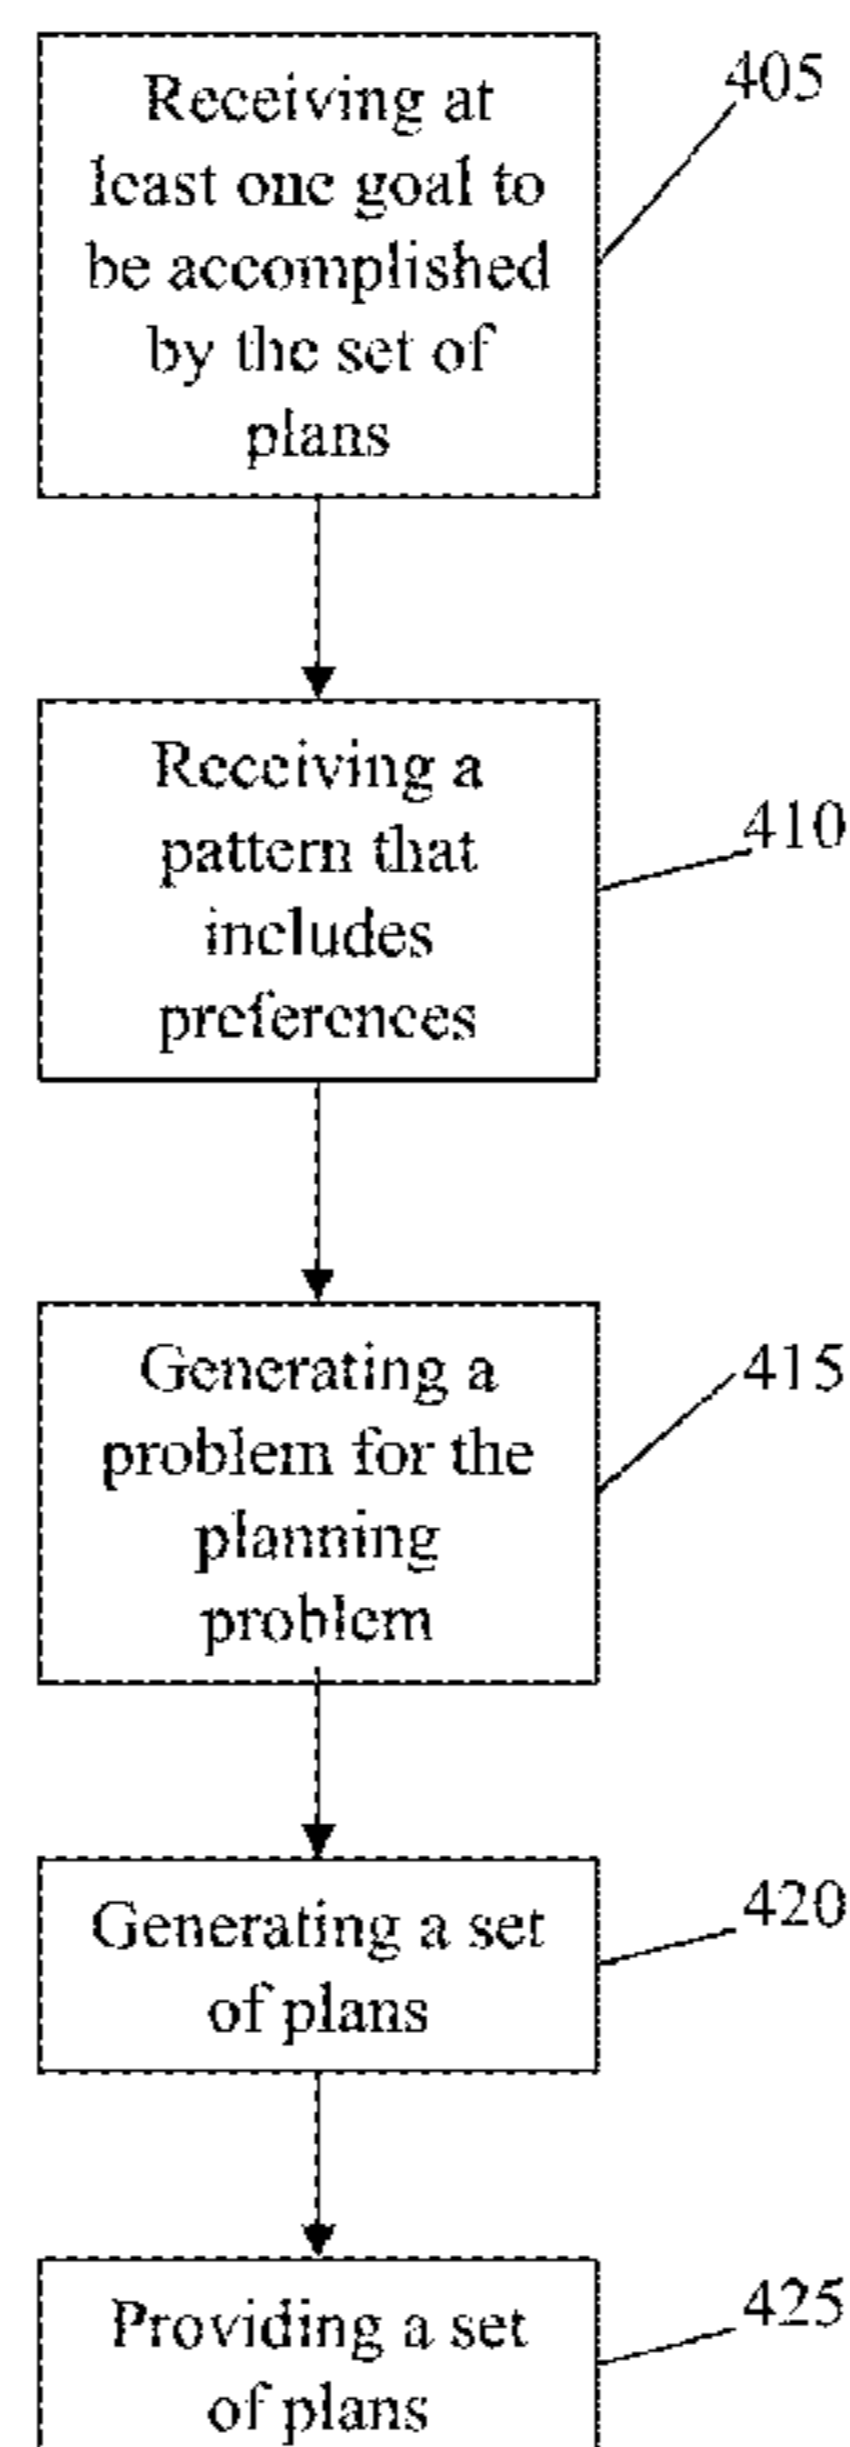 Receiving at
least one goal to
be accomplished
by the set of
plans
405
Receiving a
pattern that
includes
preferences
410
Generating a
problem for the
planning
problem
415
Generating a set
of plans
420
Providing a set
of plans
425